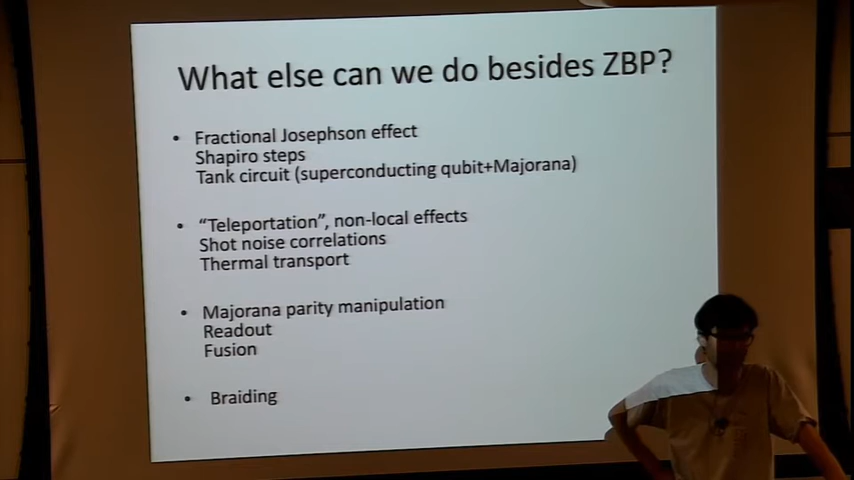 What else can we do besides ZBP?
• Fractional Josephson effect
Shapiro steps
Tank circuit (superconducting qubit+Majorana)
• “Teleportation”, non-local effects
Shot noise correlations
Thermal transport
• Majorana parity manipulation
Readout
Fusion
• Braiding